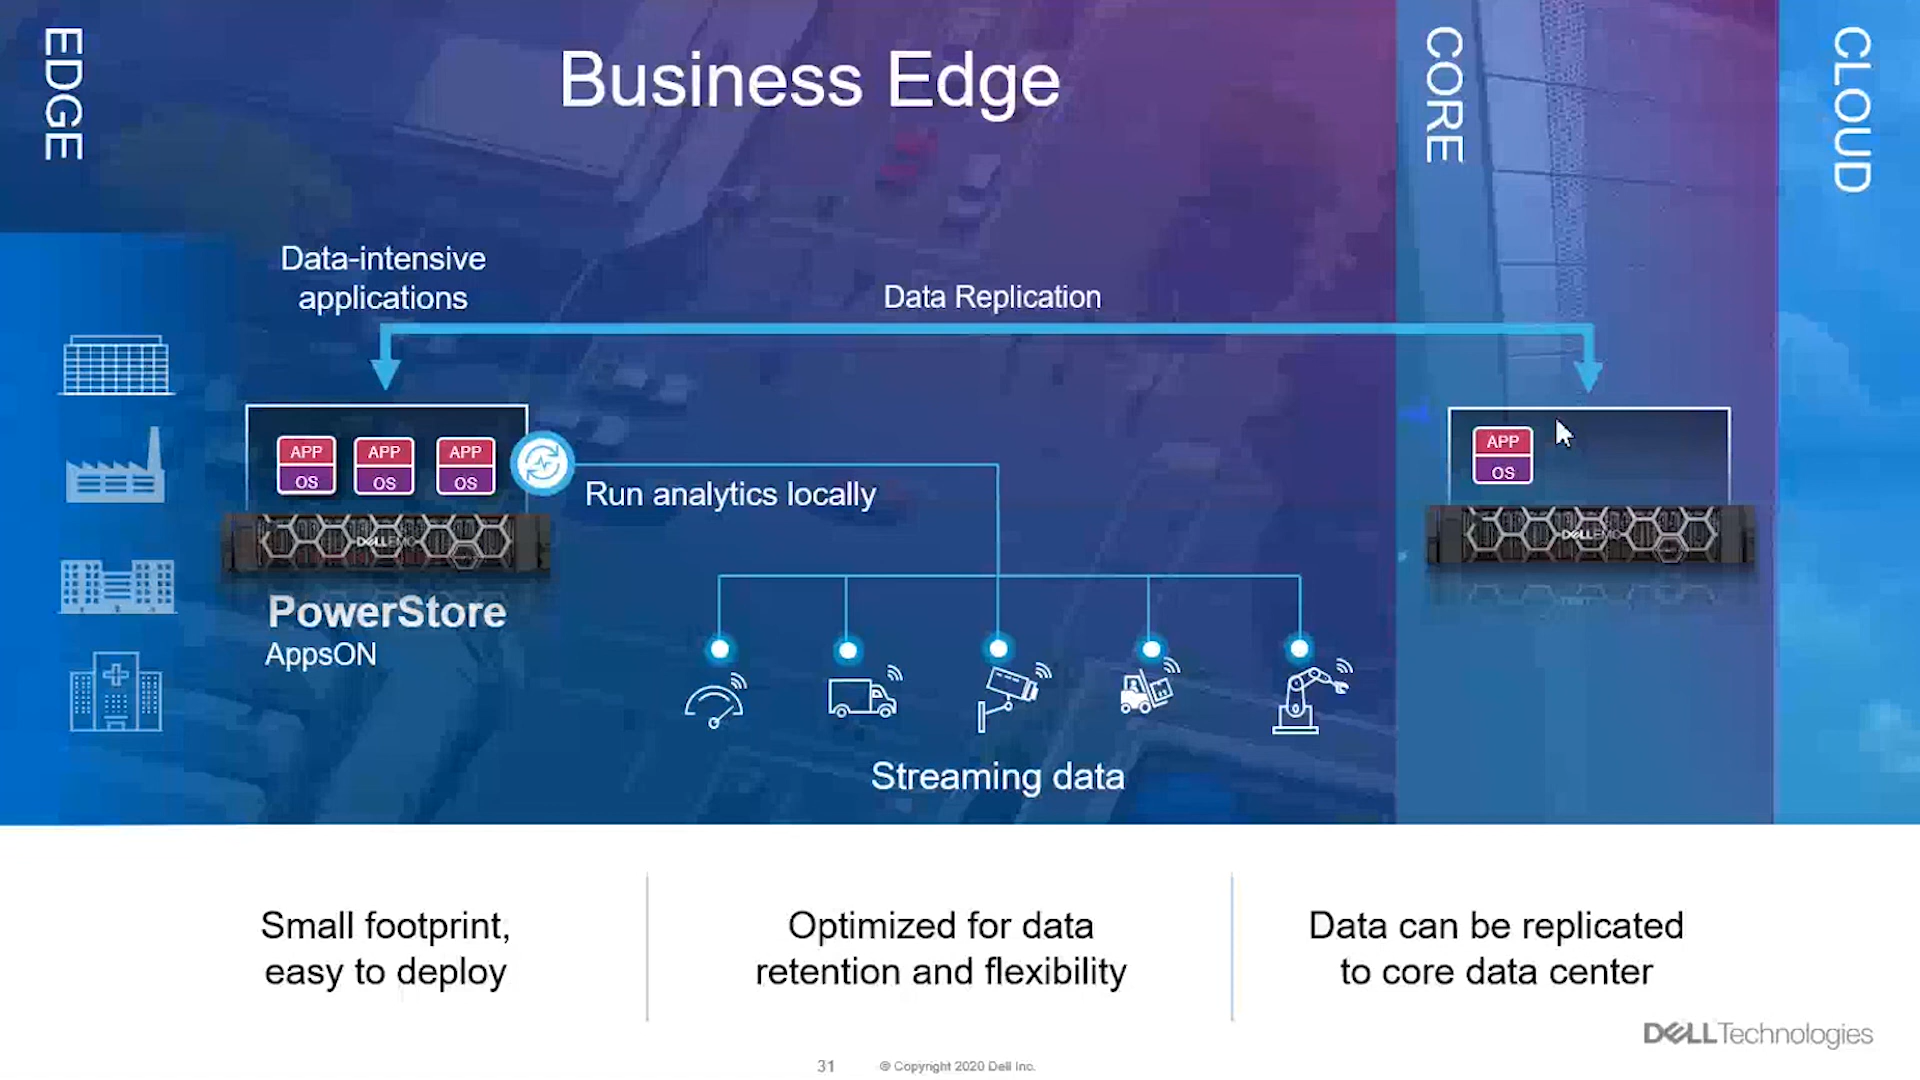 EDGE
Business Edge
CORE
CLOUD
Data-intensive
applications
Data Replication
APP
OS
APP
OS
APP
OS
Run analytics locally
APP
OS
DELLEMC
DELLEMC
PowerStore
AppsON
Streaming data
Small footprint,
easy to deploy
Optimized for data
retention and flexibility
Data can be replicated
to core data center
DELLTechnologies
31
© Copyright 2020 Dell Inc.